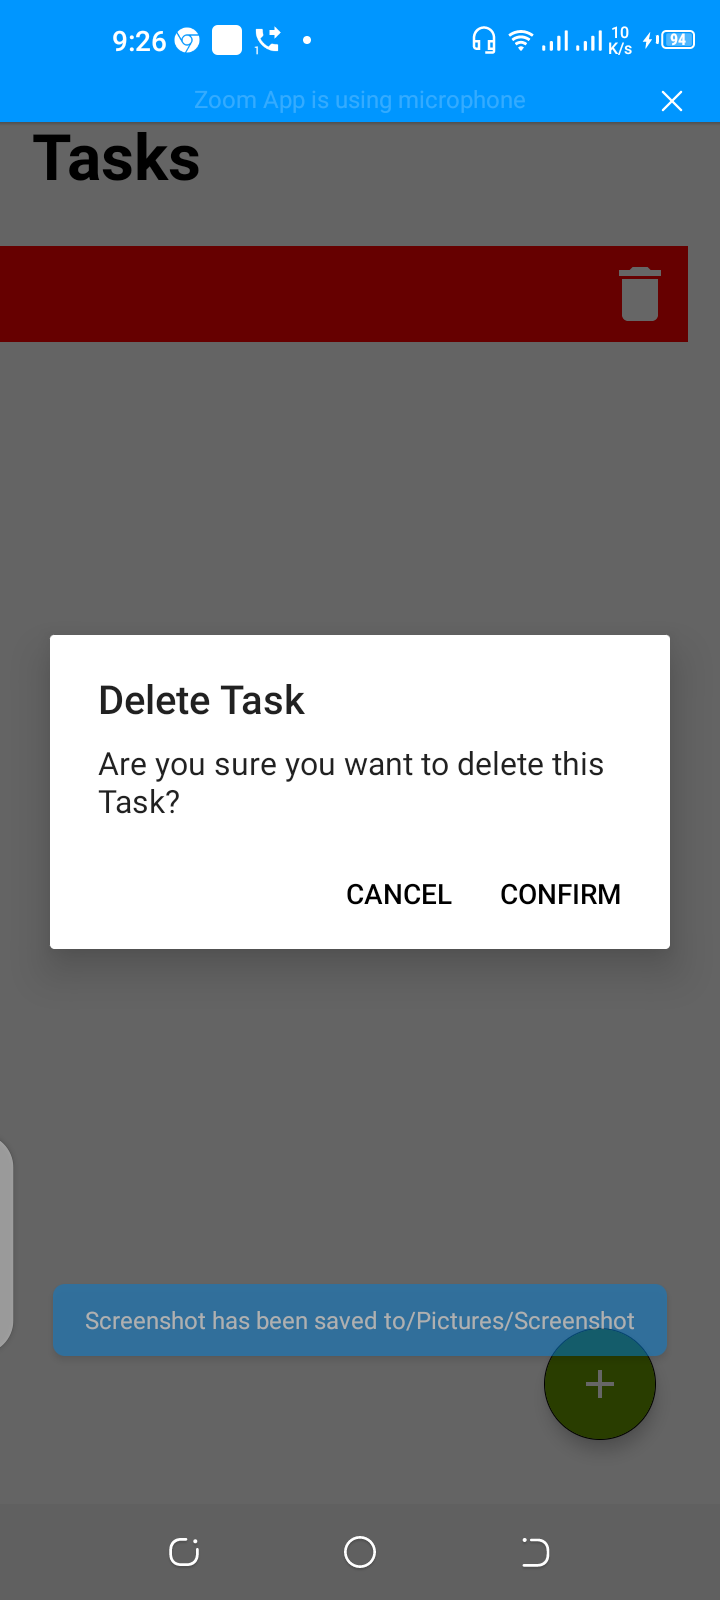 9:26
1
10
K/s
94
Zoom App is using microphone
Tasks
Delete Task
Are you sure you want to delete this
Task?
CANCEL CONFIRM
Screenshot has been saved to/Pictures/Screenshot